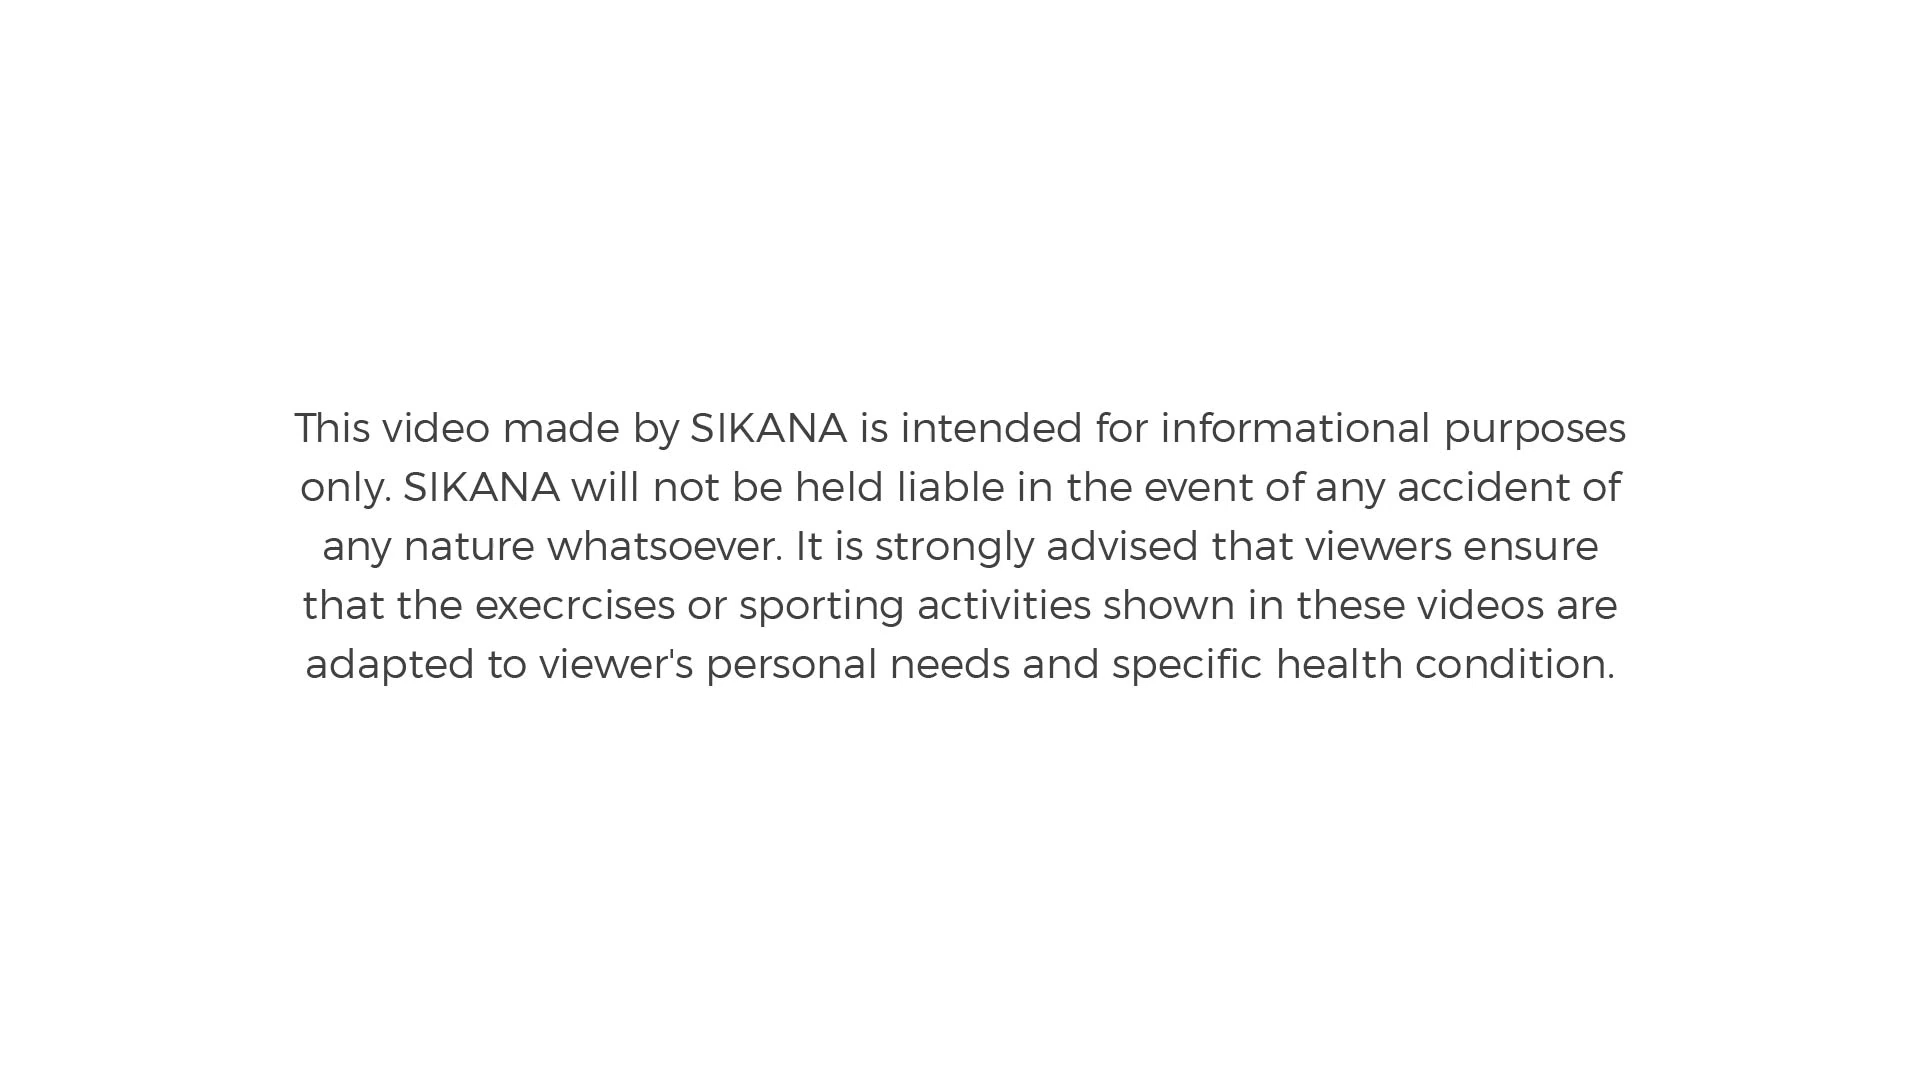 This video made by SIKANA is intended for informational purposes
only. SIKANA will not be held liable in the event of any accident of
any nature whatsoever. It is strongly advised that viewers ensure
that the execrcises or sporting activities shown in these videos are
adapted to viewer's personal needs and specific health condition.